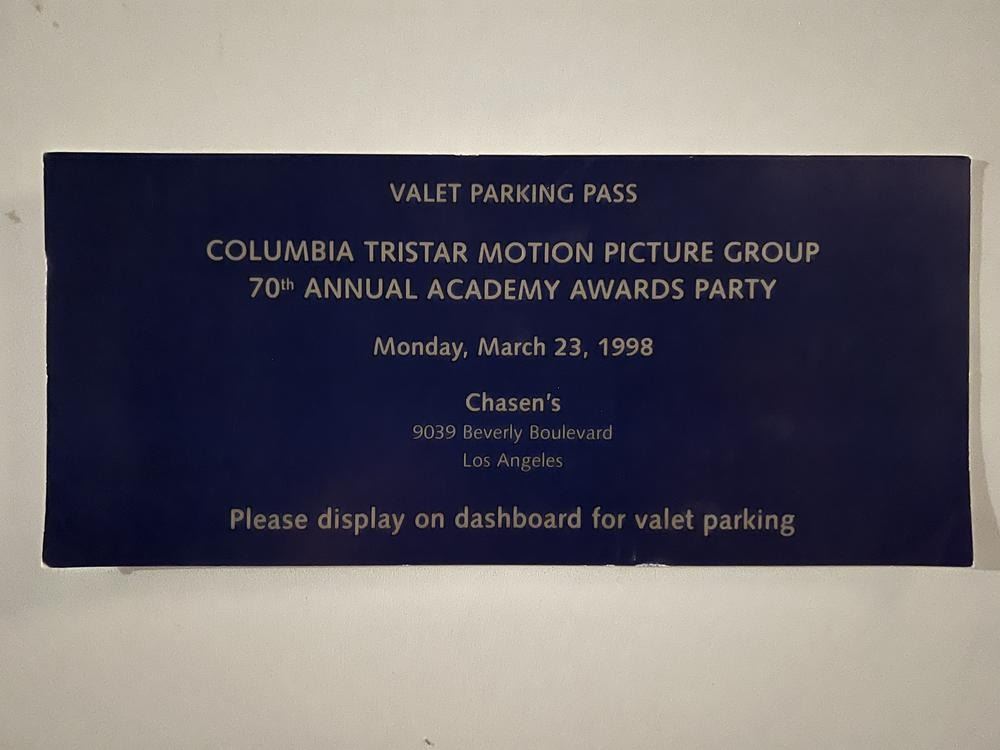 VALET PARKING PASS
COLUMBIA TRISTAR MOTION PICTURE GROUP
70th ANNUAL ACADEMY AWARDS PARTY
Monday, March 23, 1998
Chasen's
9039 Beverly Boulevard
Los Angeles
Please display on dashboard for valet parking